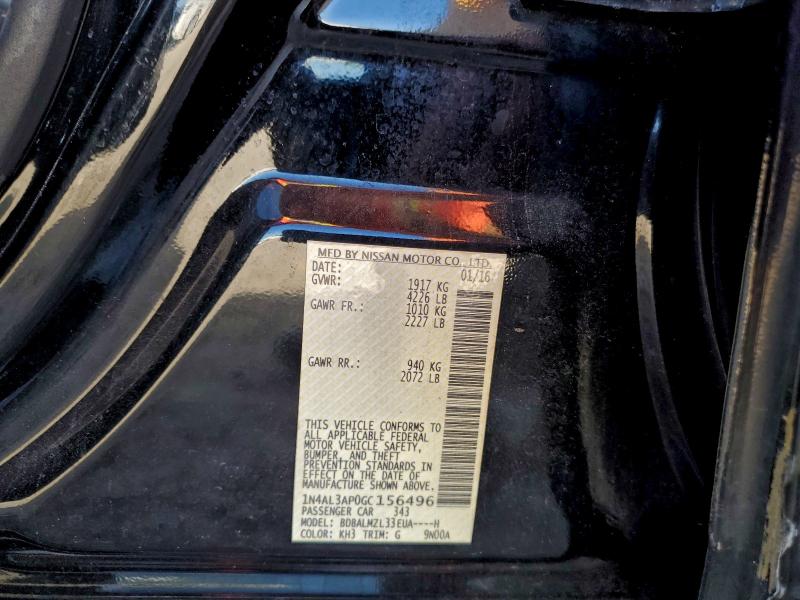 MFD BY NISSAN MOTOR CO., LTD.
DATE: 01/16
GVWR: 1917 KG
4226 LB
GAWR FR.: 1010 KG
2227 LB
GAWR RR.: 940 KG
2072 LB
THIS VEHICLE CONFORMS TO
ALL APPLICABLE FEDERAL
MOTOR VEHICLE SAFETY,
BUMPER, AND THEFT
PREVENTION STANDARDS IN
EFFECT ON THE DATE OF
MANUFACTURE SHOWN ABOVE.
1N4AL3AP0GC156496
PASSENGER CAR 343
MODEL: BDBALMZL33EUA----H
COLOR: KH3 TRIM: G 9N00A